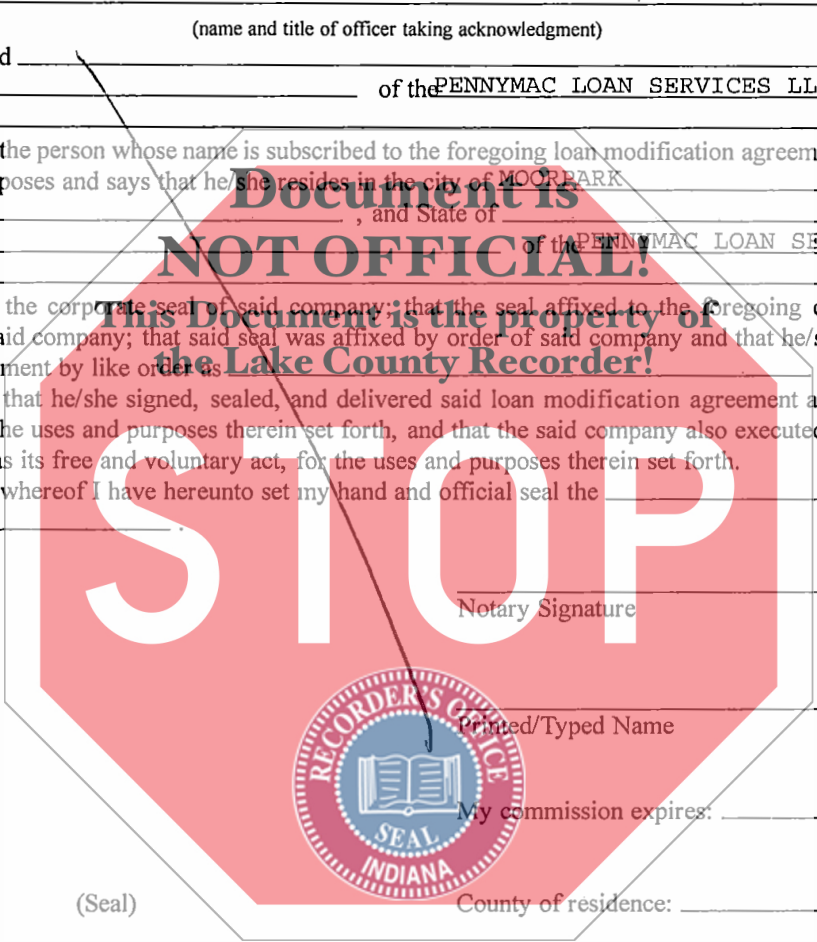 (name and title of officer taking acknowledgment)
d
of the PENNYMAC LOAN SERVICES LL
the person whose name is subscribed to the foregoing loan modification agreem
poses and says that he/she resides in the city of MOORPARK
Document is
, and State of
of the PENNYMAC LOAN SE
NOT OFFICIAL!
the corporate seal of said company; that the seal affixed to the foregoing
This Document is the property of
aid company; that said seal was affixed by order of said company and that he/s
the Lake County Recorder!
ment by like order as
that he/she signed, sealed, and delivered said loan modification agreement a
he uses and purposes therein set forth, and that the said company also executed
s its free and voluntary act, for the uses and purposes therein set forth.
whereof I have hereunto set my hand and official seal the
.
STOP
Notary Signature
Printed/Typed Name
RECORDER'S OFFICE
SEAL
INDIANA
My commission expires:
(Seal)
County of residence: